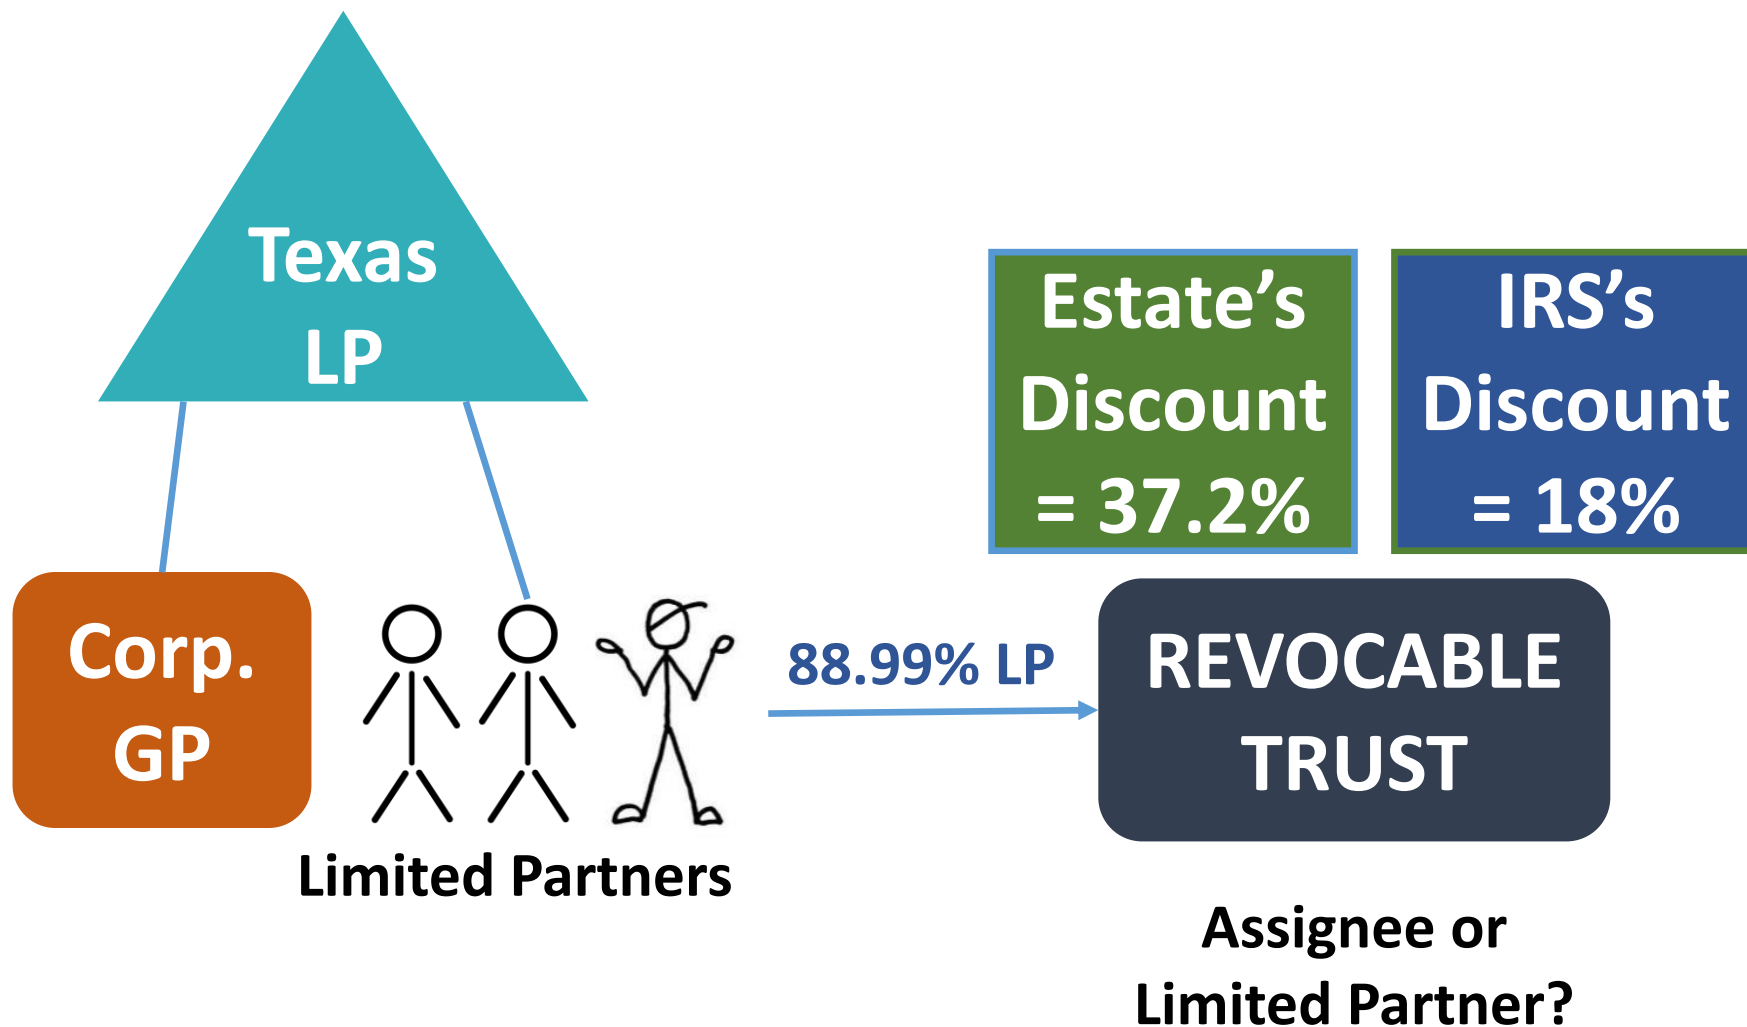 Texas
LP
Estate’s
Discount
= 37.2%
IRS’s
Discount
= 18%
Corp.
GP
Limited Partners
88.99% LP
REVOCABLE
TRUST
Assignee or
Limited Partner?